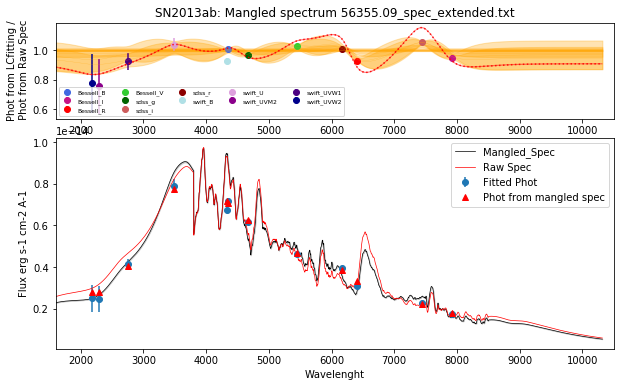 SN2013ab: Mangled spectrum 56355.09_spec_extended.txt
Phot from LCfitting /
Phot from Raw Spec
1.0
0.8
0.6
Bessell_B
Bessell_I
Bessell_R
Bessell_V
sdss_g
sdss_i
sdss_r
swift_B
swift_U
swift_UVM2
swift_UVW1
swift_UVW2
2000 3000 4000 5000 6000 7000 8000 9000 10000
1e-14
Flux erg s-1 cm-2 A-1
1.0
0.8
0.6
0.4
0.2
Mangled_Spec
Raw Spec
Fitted Phot
Phot from mangled spec
2000 3000 4000 5000 6000 7000 8000 9000 10000
Wavelenght